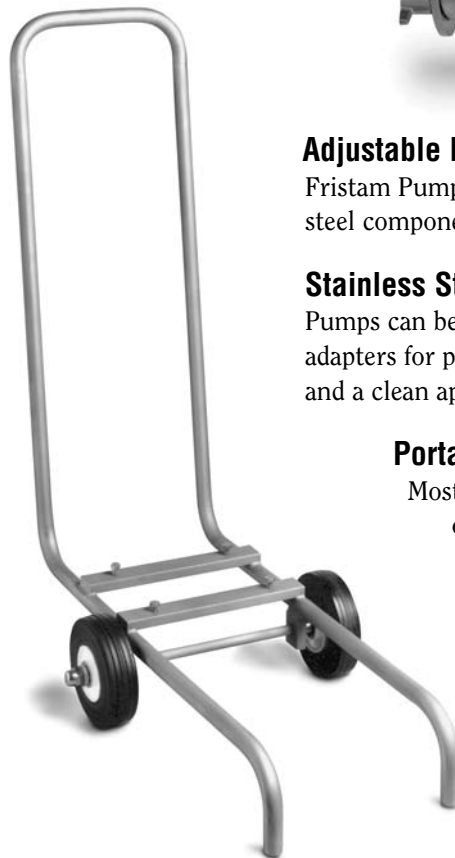 Adjustable
Fristam Pump
steel compone
Stainless St
Pumps can be
adapters for p
and a clean ap
Porta
Most